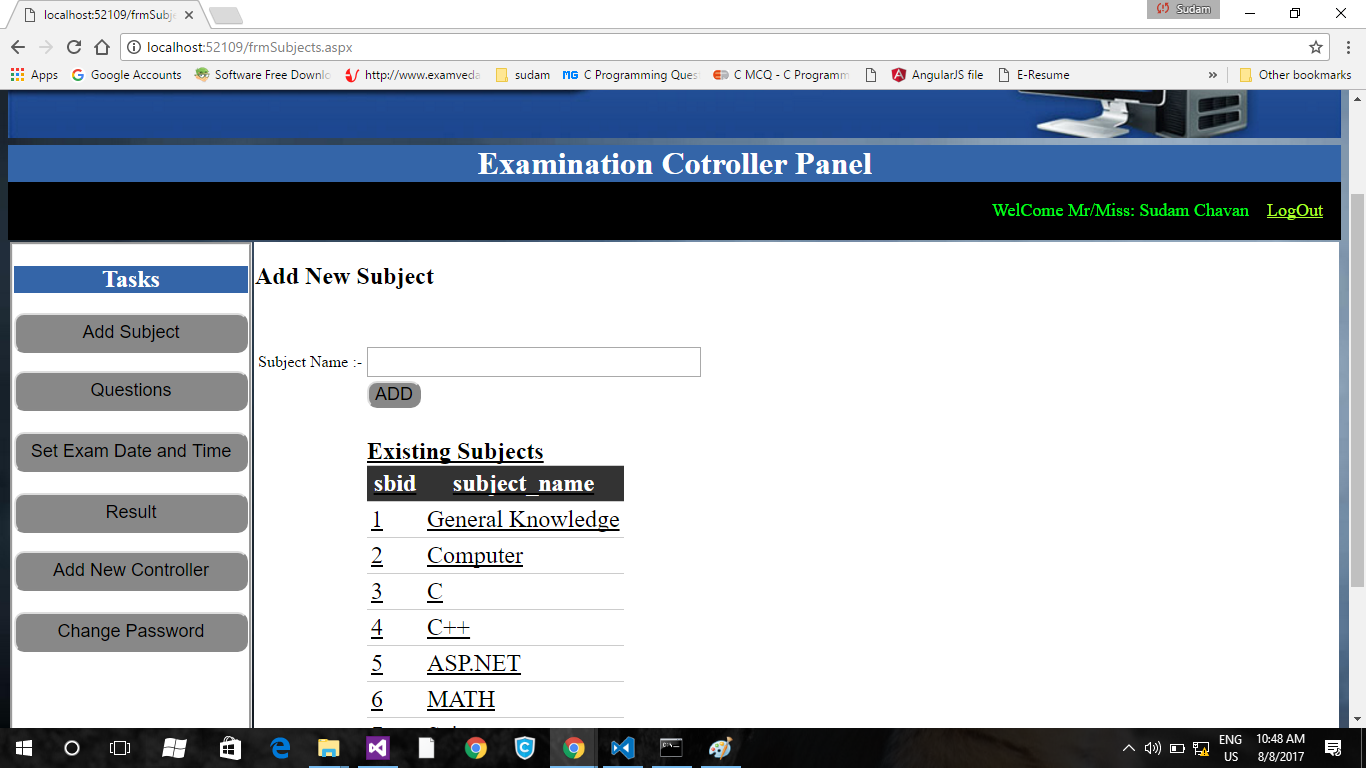 localhost:52109/frmSubj
Sudam
localhost:52109/frmSubjects.aspx
Apps
Google Accounts
Software Free Downlo
http://www.examveda
sudam
MG C Programming Ques
C MCQ - C Programm
AngularJS file
E-Resume
»
Other bookmarks
Examination Cotroller Panel
WelCome Mr/Miss: Sudam Chavan LogOut
Tasks
Add Subject
Questions
Set Exam Date and Time
Result
Add New Controller
Change Password
Add New Subject
Subject Name :-
ADD
Existing Subjects
sbid subject_name
1 General Knowledge
2 Computer
3 C
4 C++
5 ASP.NET
6 MATH
ENG
US
10:48 AM
8/8/2017